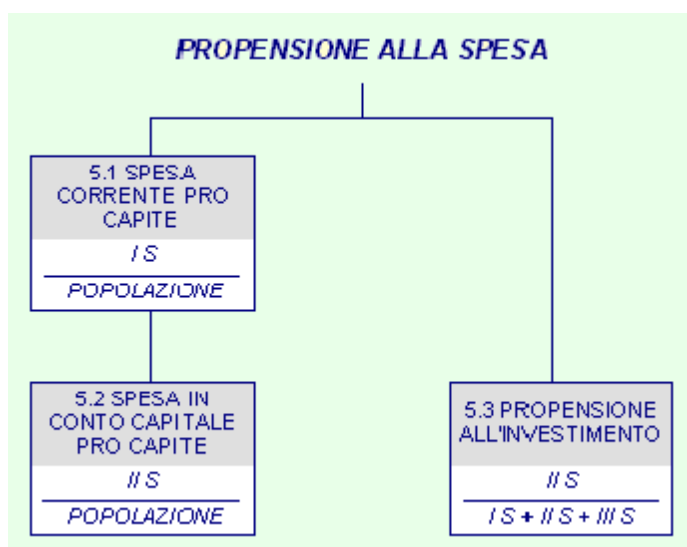 PROPENSIONE ALLA SPESA
5.1 SPESA
CORRENTE PRO
CAPITE
I S
POPOLAZIONE
5.2 SPESA IN
CONTO CAPITALE
PRO CAPITE
II S
POPOLAZIONE
5.3 PROPENSIONE
ALL'INVESTIMENTO
II S
I S + II S + III S